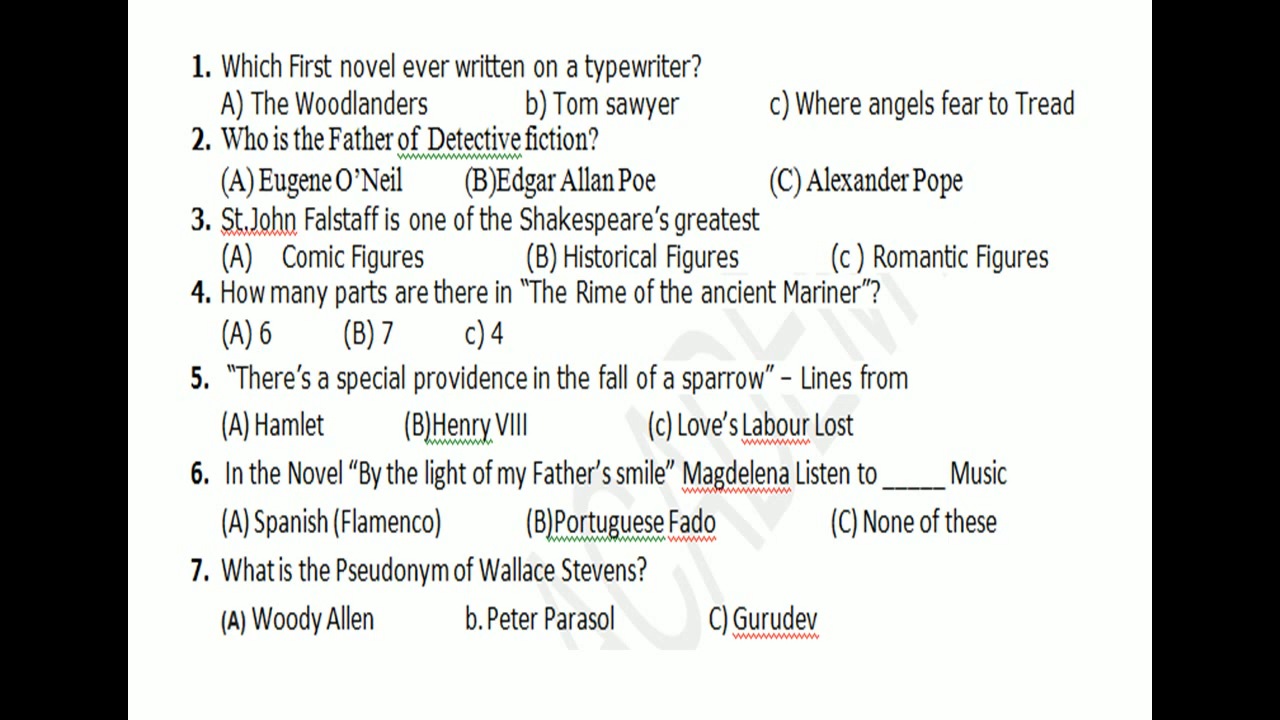 1. Which First novel ever written on a typewriter?
A) The Woodlanders b) Tom sawyer c) Where angels fear to Tread
2. Who is the Father of Detective fiction?
(A) Eugene O’Neil (B)Edgar Allan Poe (C) Alexander Pope
3. St.John Falstaff is one of the Shakespeare’s greatest
(A) Comic Figures (B) Historical Figures (c ) Romantic Figures
4. How many parts are there in “The Rime of the ancient Mariner”?
(A) 6 (B) 7 c) 4
5. “There’s a special providence in the fall of a sparrow” – Lines from
(A) Hamlet (B)Henry VIII (c) Love’s Labour Lost
6. In the Novel “By the light of my Father’s smile” Magdelena Listen to _____ Music
(A) Spanish (Flamenco) (B)Portuguese Fado (C) None of these
7. What is the Pseudonym of Wallace Stevens?
(A) Woody Allen b. Peter Parasol C) Gurudev